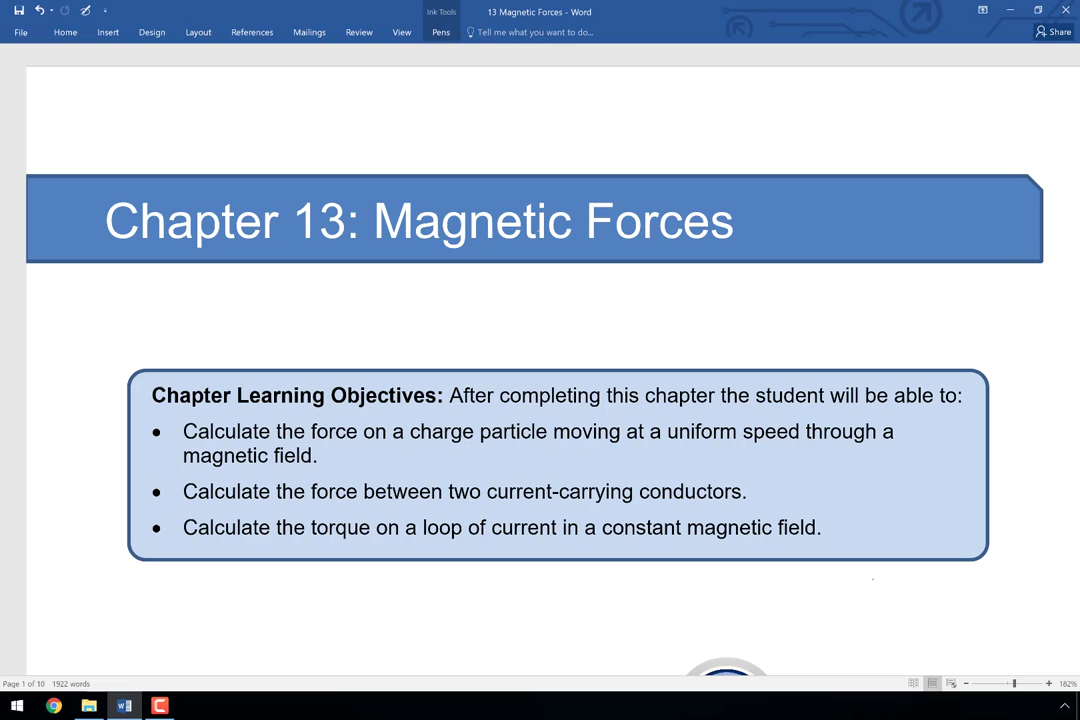 Ink Tools
13 Magnetic Forces - Word
File Home Insert Design Layout References Mailings Review View Pens Tell me what you want to do... Share
Chapter 13: Magnetic Forces
Chapter Learning Objectives: After completing this chapter the student will be able to:
• Calculate the force on a charge particle moving at a uniform speed through a
magnetic field.
• Calculate the force between two current-carrying conductors.
• Calculate the torque on a loop of current in a constant magnetic field.
Page 1 of 10 1922 words
182%